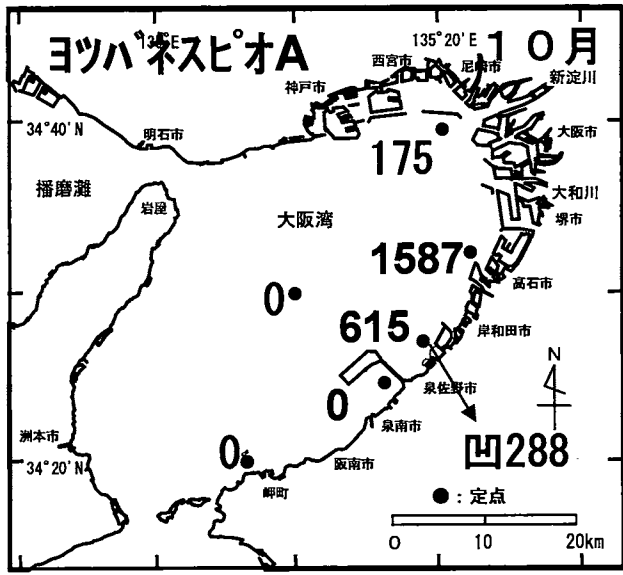 ヨツバネスピオA
10月
135°E
135°20'E
西宮市
尼崎市
新淀川
神戸市
34°40'N
明石市
大阪市
175
播磨灘
大和川
岩屋
大阪湾
堺市
1587
高石市
0
615
岸和田市
N
0
泉佐野市
泉南市
洲本市
0
凹288
阪南市
34°20'N
岬町
●：定点
0 10 20km